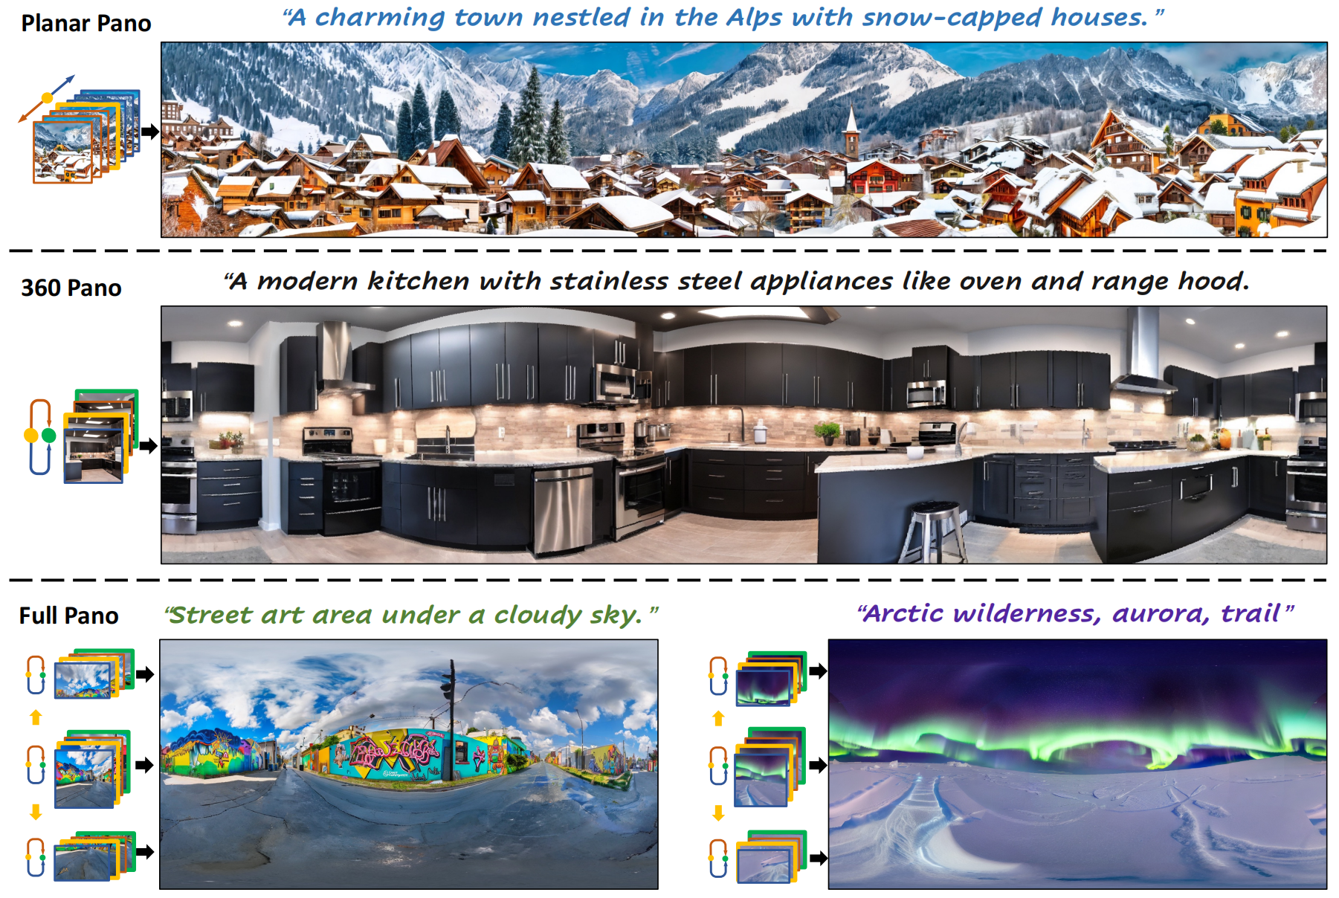 Planar Pano
“A charming town nestled in the Alps with snow-capped houses.”
360 Pano
“A modern kitchen with stainless steel appliances like oven and range hood.
Full Pano
“Street art area under a cloudy sky.”
“Arctic wilderness, aurora, trail”